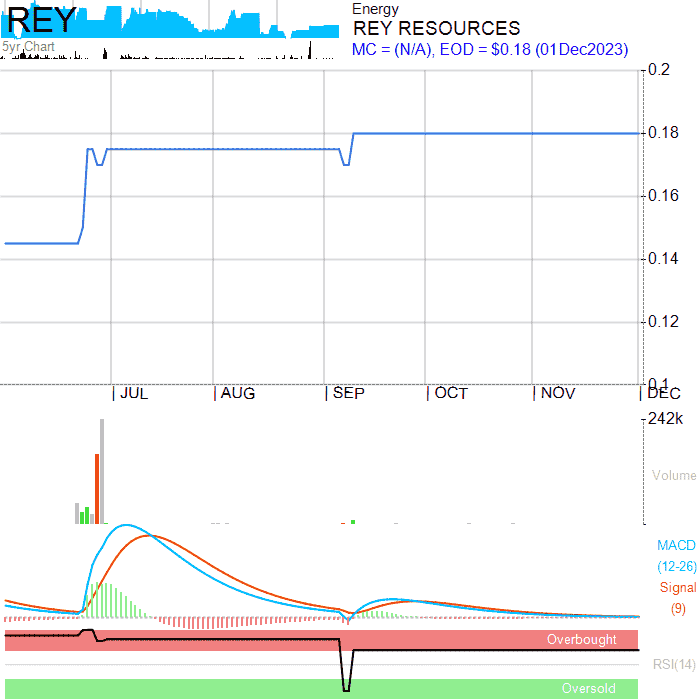 REY
5yr Chart
Energy
REY RESOURCES
MC = (N/A), EOD = $0.18 (01Dec2023)
0.2
0.18
0.16
0.14
0.12
0.1
JUL AUG SEP OCT NOV DEC
242k
Volume
MACD
(12-26)
Signal
(9)
Overbought
RSI(14)
Oversold